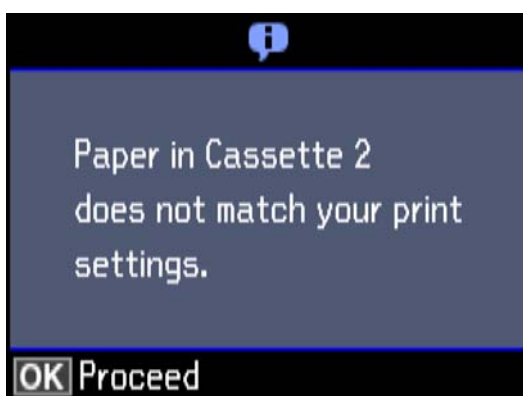 Paper in Cassette 2
does not match your print
settings.
OK Proceed